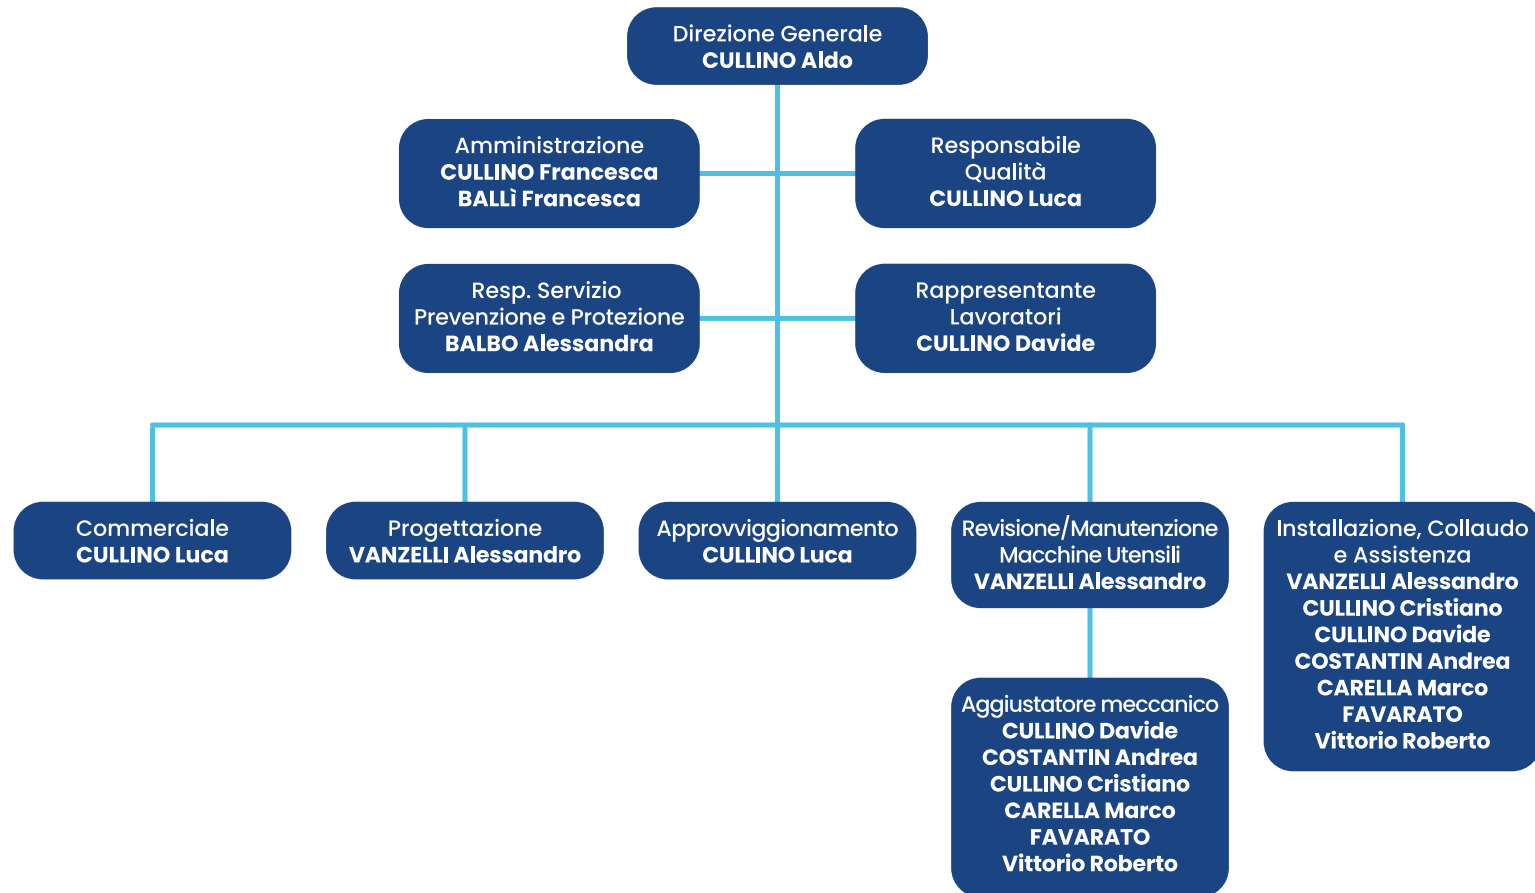 Direzione Generale
CULLINO Aldo
Amministrazione
CULLINO Francesca
BALLì Francesca
Responsabile
Qualità
CULLINO Luca
Resp. Servizio
Prevenzione e Protezione
BALBO Alessandra
Rappresentante
Lavoratori
CULLINO Davide
Commerciale
CULLINO Luca
Progettazione
VANZELLI Alessandro
Approvviggionamento
CULLINO Luca
Revisione/Manutenzione
Macchine Utensili
VANZELLI Alessandro
Installazione, Collaudo
e Assistenza
VANZELLI Alessandro
CULLINO Cristiano
CULLINO Davide
COSTANTIN Andrea
CARELLA Marco
FAVARATO
Vittorio Roberto
Aggiustatore meccanico
CULLINO Davide
COSTANTIN Andrea
CULLINO Cristiano
CARELLA Marco
FAVARATO
Vittorio Roberto